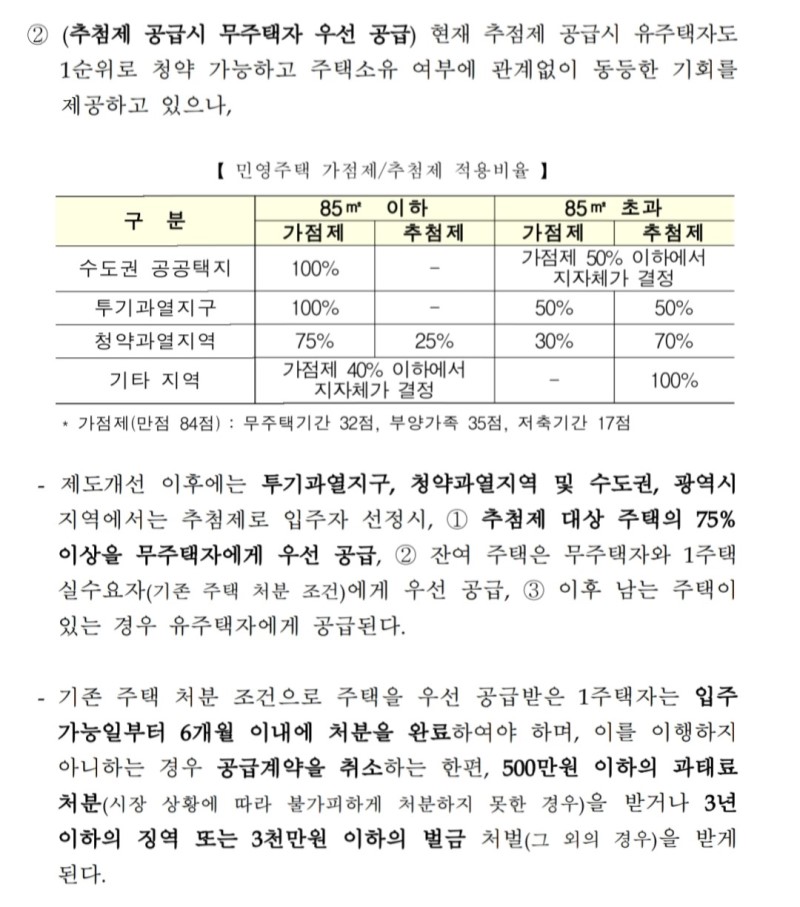 ② (추첨제 공급시 무주택자 우선 공급) 현재 추점제 공급시 유주택자도
1순위로 청약 가능하고 주택소유 여부에 관계없이 동등한 기회를
제공하고 있으나,
【 민영주택 가점제/추첨제 적용비율 】
구 분 85㎡ 이하 85㎡ 초과
가점제 추첨제 가점제 추첨제
수도권 공공택지 100% – 가점제 50% 이하에서
지자체가 결정
투기과열지구 100% – 50% 50%
청약과열지역 75% 25% 30% 70%
기타 지역 가점제 40% 이하에서
지자체가 결정 – 100%
* 가점제(만점 84점) : 무주택기간 32점, 부양가족 35점, 저축기간 17점
- 제도개선 이후에는 투기과열지구, 청약과열지역 및 수도권, 광역시
지역에서는 추첨제로 입주자 선정시, ① 추첨제 대상 주택의 75%
이상을 무주택자에게 우선 공급, ② 잔여 주택은 무주택자와 1주택
실수요자(기존 주택 처분 조건)에게 우선 공급, ③ 이후 남는 주택이
있는 경우 유주택자에게 공급된다.
- 기존 주택 처분 조건으로 주택을 우선 공급받은 1주택자는 입주
가능일부터 6개월 이내에 처분을 완료하여야 하며, 이를 이행하지
아니하는 경우 공급계약을 취소하는 한편, 500만원 이하의 과태료
처분(시장 상황에 따라 불가피하게 처분하지 못한 경우)을 받거나 3년
이하의 징역 또는 3천만원 이하의 벌금 처벌(그 외의 경우)을 받게
된다.